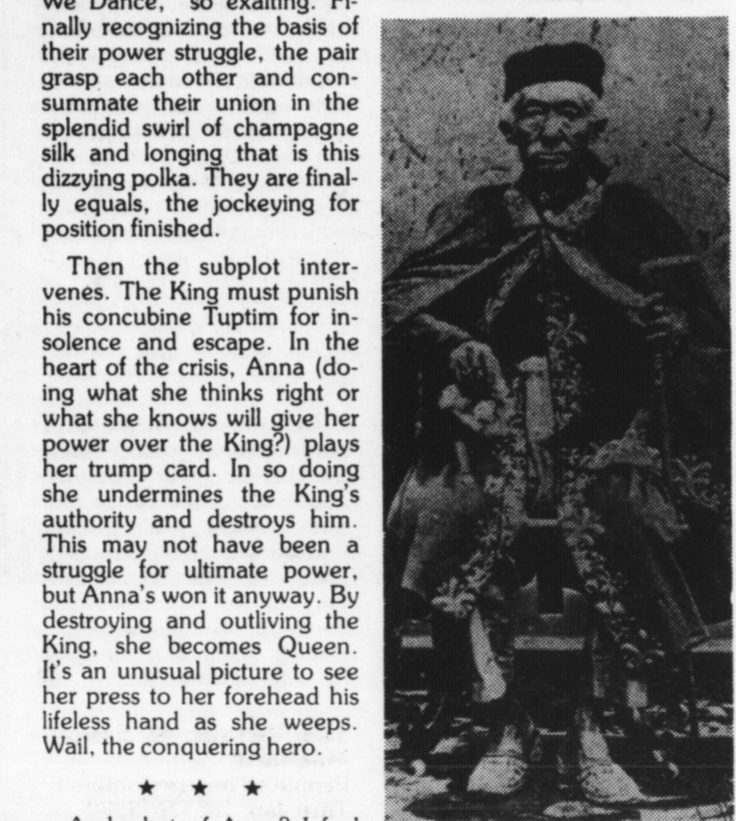 We Dance," so exalting. Fi-
nally recognizing the basis of
their power struggle, the pair
grasp each other and con-
summate their union in the
splendid swirl of champagne
silk and longing that is this
dizzying polka. They are final-
ly equals, the jockeying for
position finished.
Then the subplot inter-
venes. The King must punish
his concubine Tuptim for in-
solence and escape. In the
heart of the crisis, Anna (do-
ing what she thinks right or
what she knows will give her
power over the King?) plays
her trump card. In so doing
she undermines the King's
authority and destroys him.
This may not have been a
struggle for ultimate power,
but Anna's won it anyway. By
destroying and outliving the
King, she becomes Queen.
It's an unusual picture to see
her press to her forehead his
lifeless hand as she weeps.
Wail, the conquering hero.
★ ★ ★